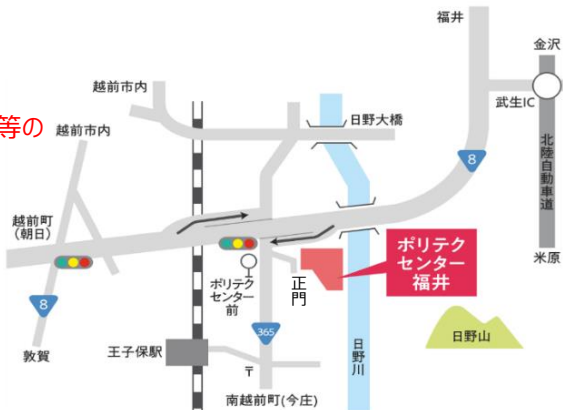 福井
金沢
越前市内
武生IC
日野大橋
等の
越前市内
8
北陸自動車道
越前町
(朝日)
ポリテク
センター
福井
米原
ポリテク
センター
前
正門
8
365
日野川
日野山
敦賀
王子保駅
〒
南越前町(今庄)